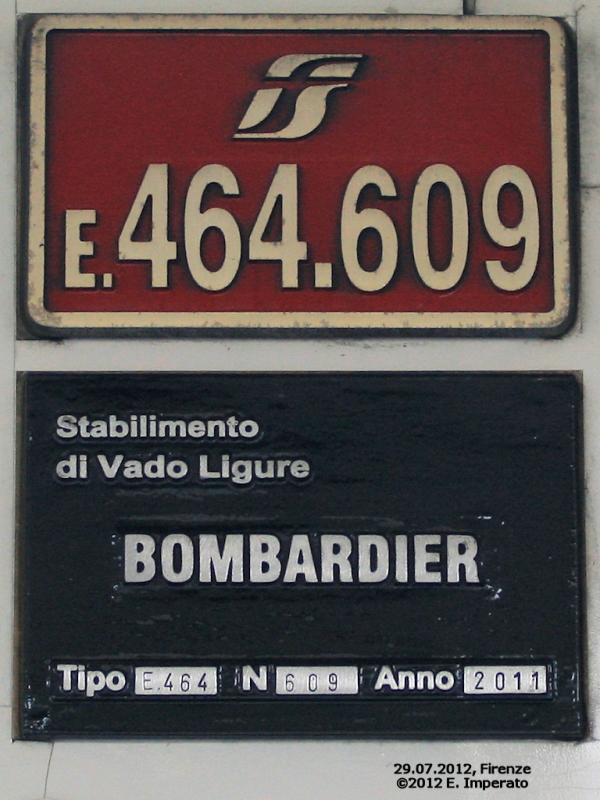 E.464.609
Stabilimento
di Vado Ligure
BOMBARDIER
Tipo E.464 N 609 Anno 2011
29.07.2012, Firenze
©2012 E. Imperato